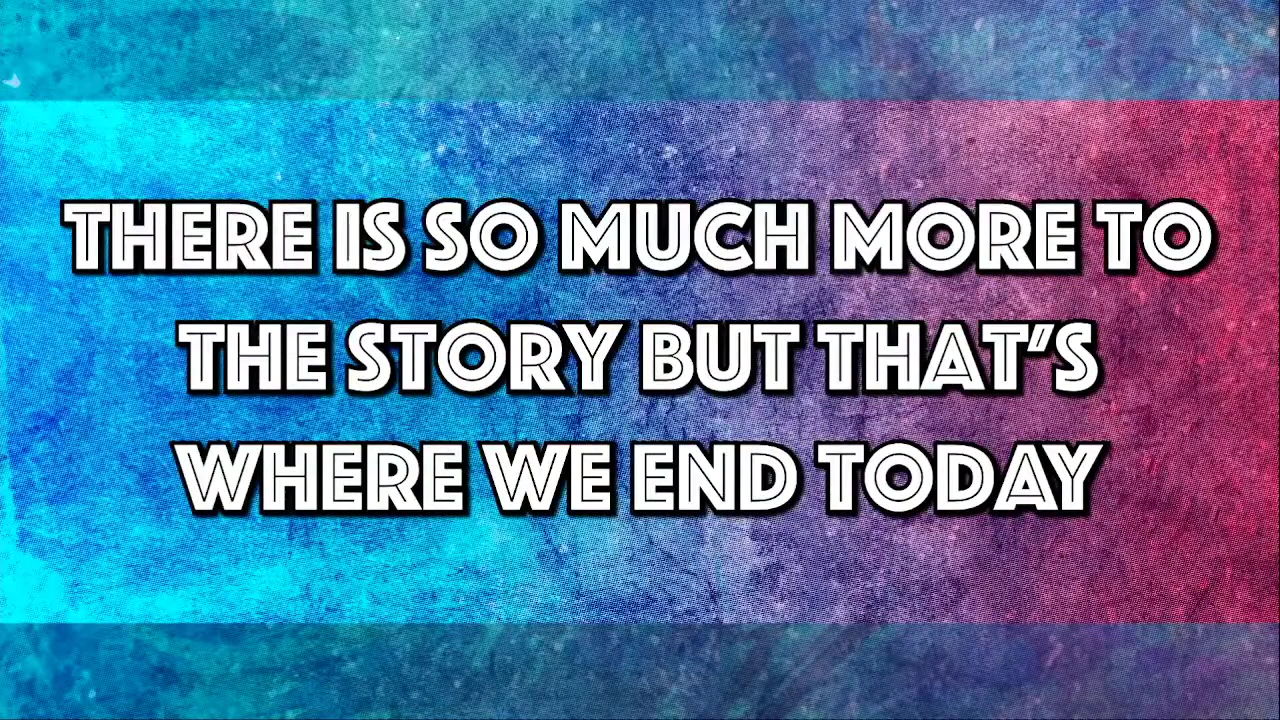 THERE IS SO MUCH MORE TO
THE STORY BUT THAT'S
WHERE WE END TODAY